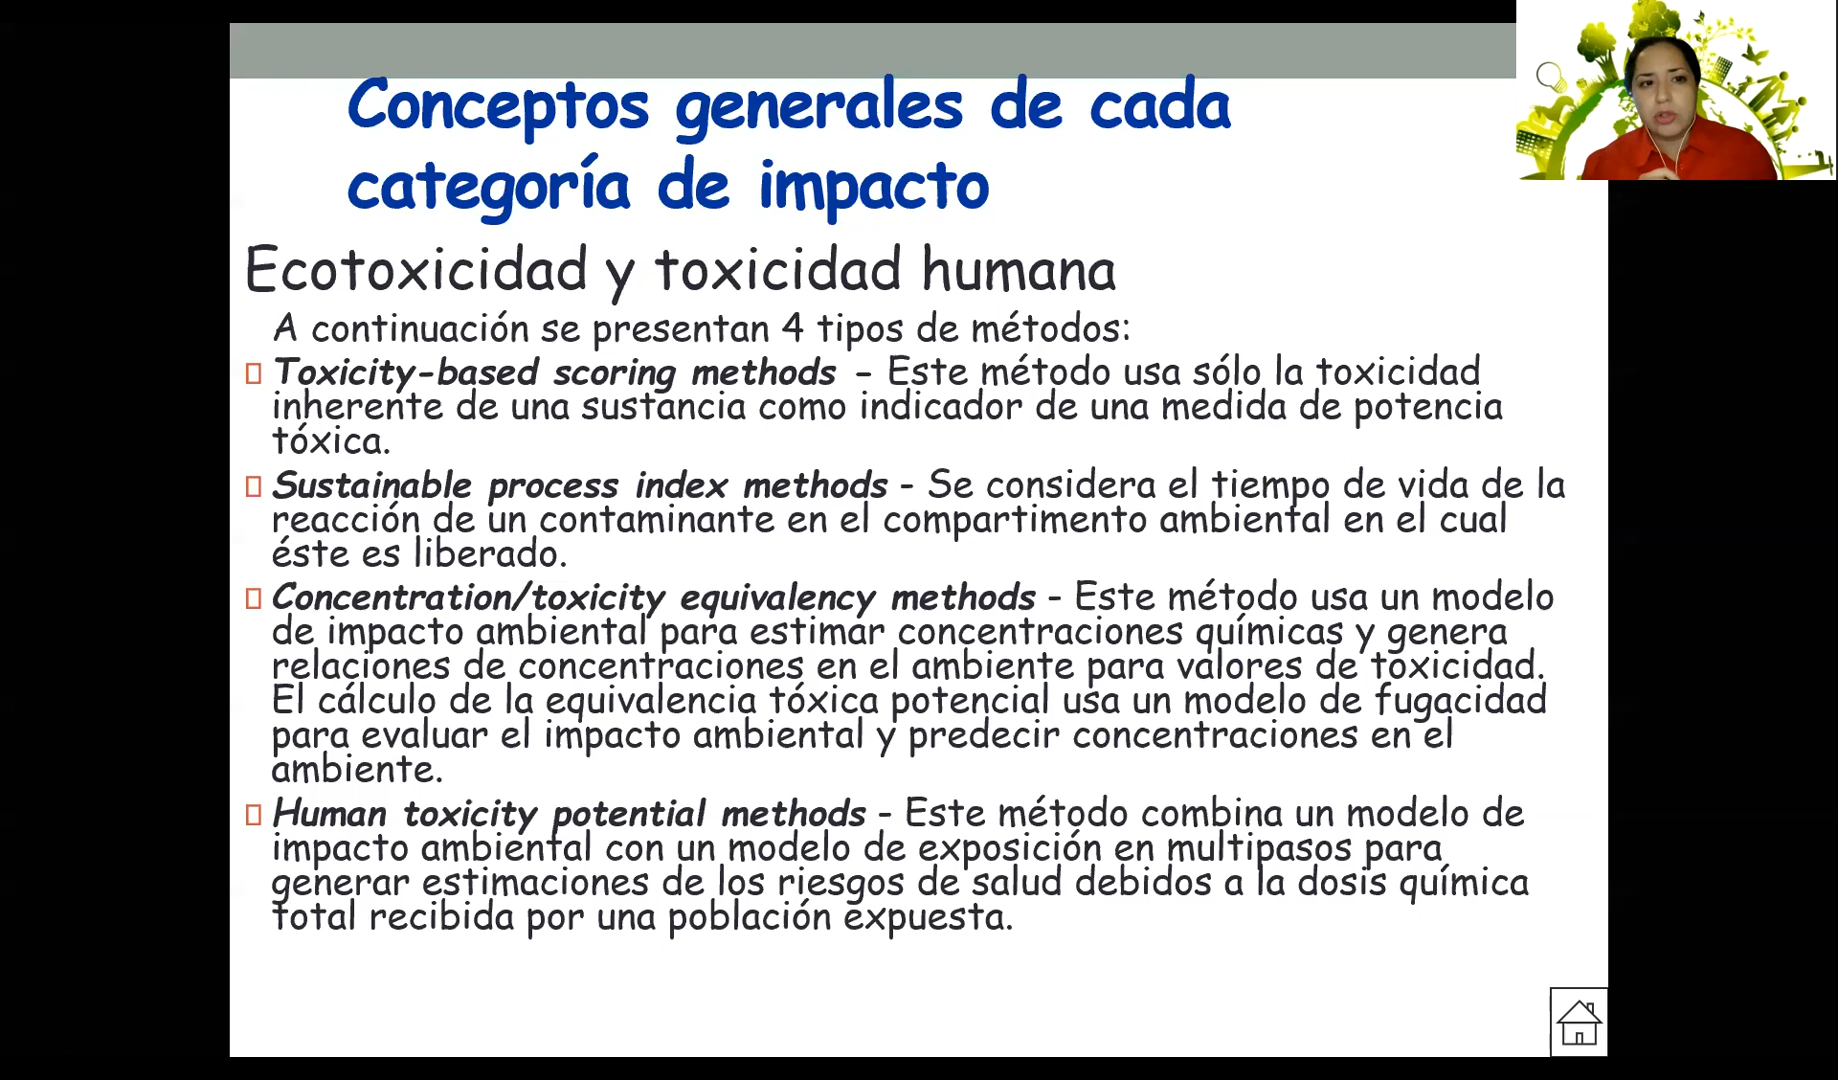 Conceptos generales de cada
categoría de impacto
Ecotoxicidad y toxicidad humana
A continuación se presentan 4 tipos de métodos:
Toxicity-based scoring methods – Este método usa sólo la toxicidad
inherente de una sustancia como indicador de una medida de potencia
tóxica.
Sustainable process index methods - Se considera el tiempo de vida de la
reacción de un contaminante en el compartimento ambiental en el cual
éste es liberado.
Concentration/toxicity equivalency methods - Este método usa un modelo
de impacto ambiental para estimar concentraciones químicas y genera
relaciones de concentraciones en el ambiente para valores de toxicidad.
El cálculo de la equivalencia tóxica potencial usa un modelo de fugacidad
para evaluar el impacto ambiental y predecir concentraciones en el
ambiente.
Human toxicity potential methods - Este método combina un modelo de
impacto ambiental con un modelo de exposición en multipasos para
generar estimaciones de los riesgos de salud debidos a la dosis química
total recibida por una población expuesta.